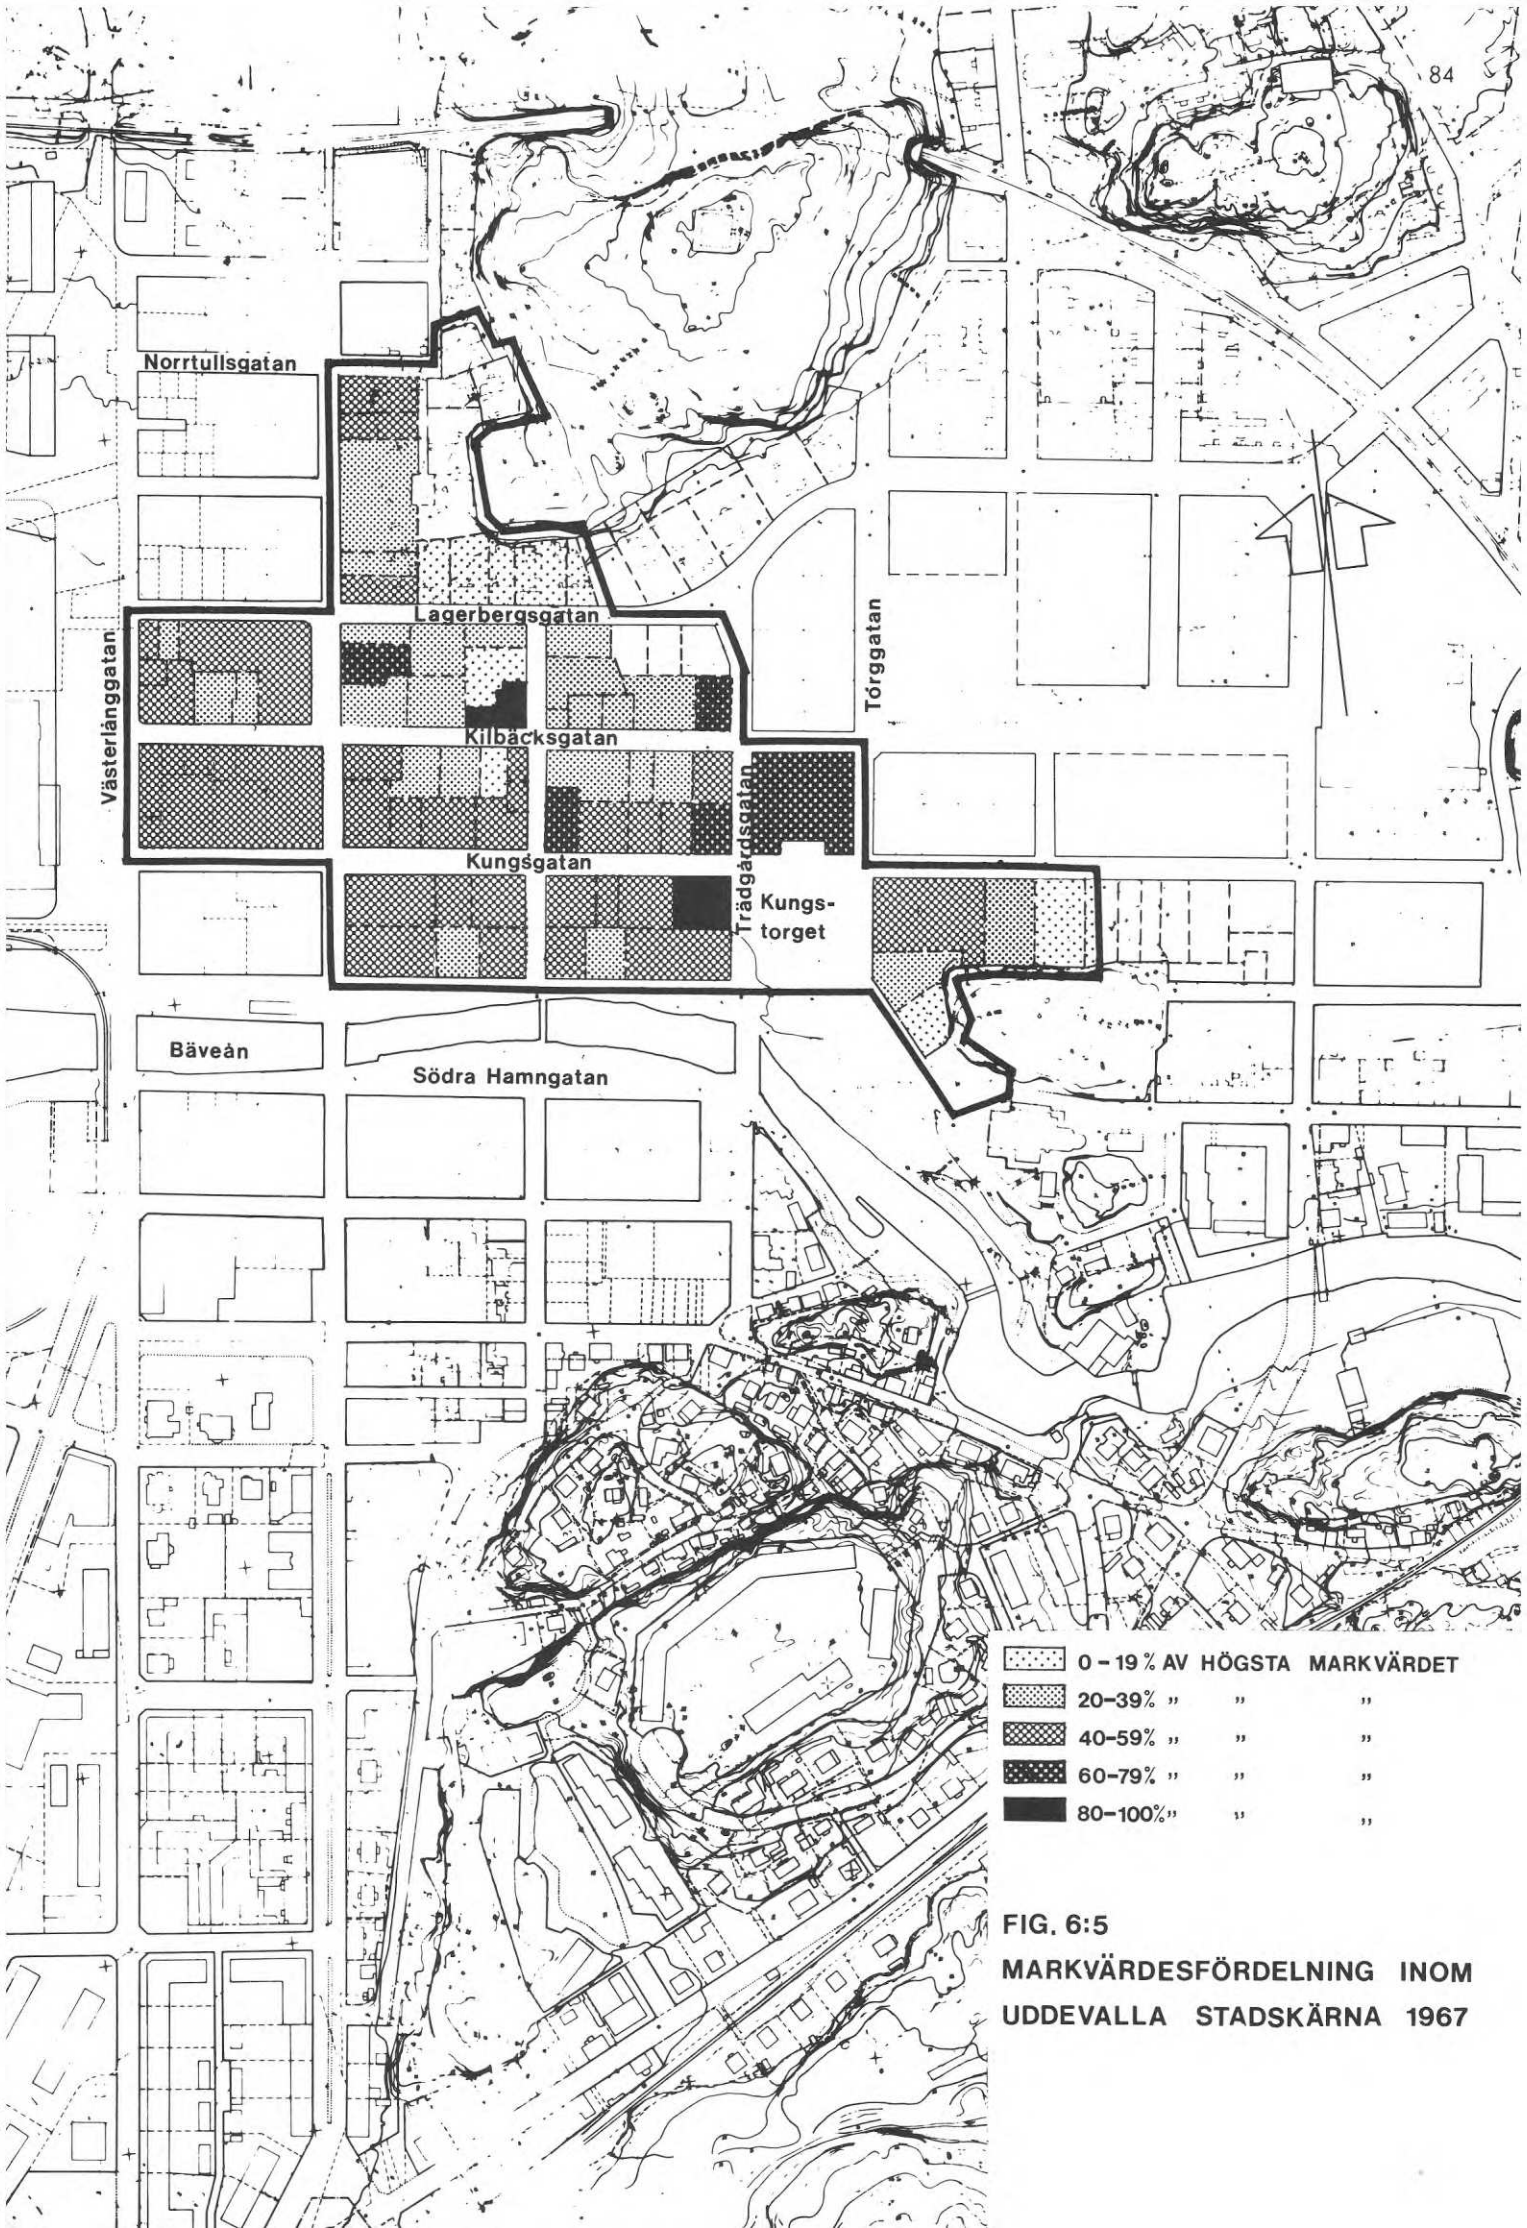 84
Norrtullsgatan
Lagerbergsgatan
Västerlånggatan
Torggatan
Kilbäcksgatan
Trädgårdsgatan
Kungsgatan
Kungs-
torget
Bäveån
Södra Hamngatan
0-19% AV HÖGSTA MARKVÄRDET
20-39% " " "
40-59% " " "
60-79% " " "
80-100% " " "
FIG. 6:5
MARKVÄRDESFÖRDELNING INOM
UDDEVALLA STADSKÄRNA 1967